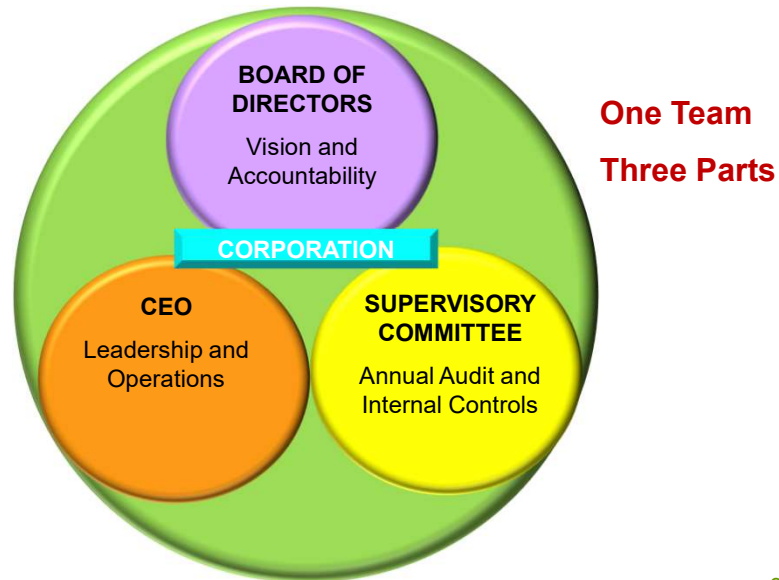 BOARD OF
DIRECTORS
Vision and
Accountability
One Team
Three Parts
CORPORATION
CEO
Leadership and
Operations
SUPERVISORY
COMMITTEE
Annual Audit and
Internal Controls